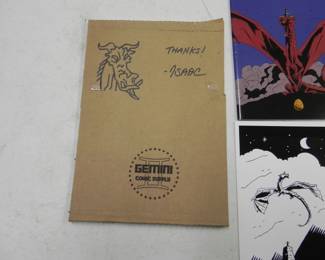 THANKS!
-ISAAC
GEMINI
COMIC SUPPLY